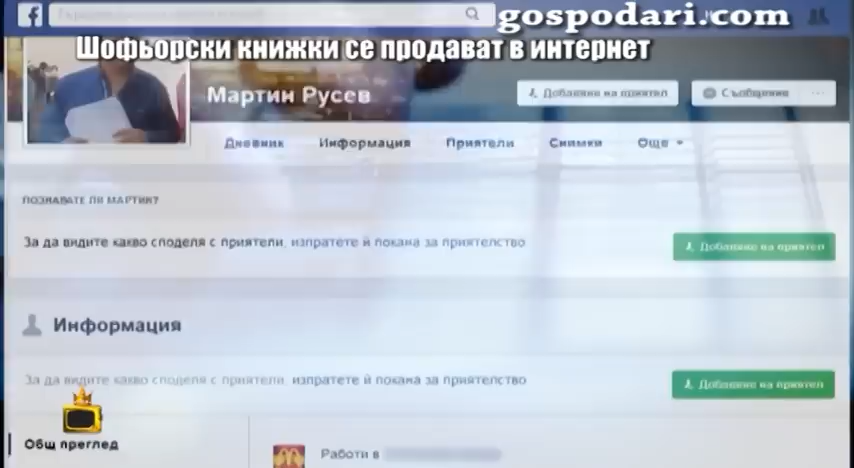 gospodari.com
Шофьорски книжки се продават в интернет
Мартин Русев
Добавяне на приятел
Съобщение
Дневник Информация Приятели Снимки Още
ПОЗНАВАТЕ ЛИ МАРТИН?
За да видите какво споделя с приятели, изпратете й покана за приятелство
Добавяне на приятел
Информация
За да видите какво споделя с приятели, изпратете й покана за приятелство
Добавяне на приятел
Общ преглед
Работи в